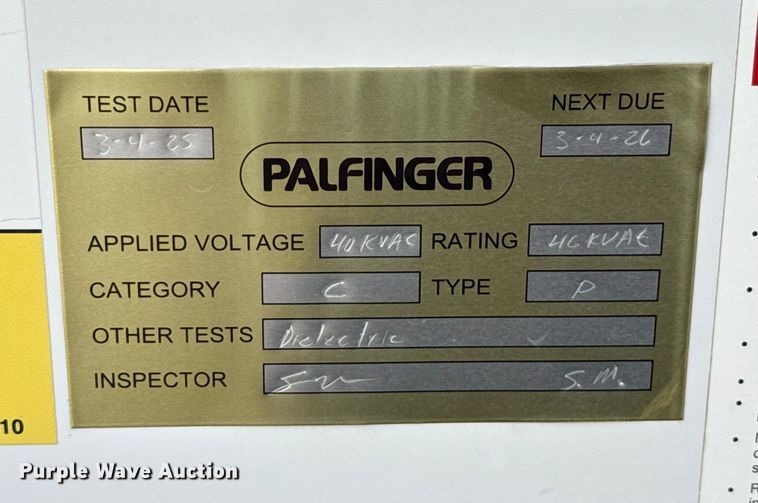 TEST DATE NEXT DUE
3-4-25 3-4-26
PALFINGER
APPLIED VOLTAGE 40KVAC RATING 46KVAC
CATEGORY C TYPE P
OTHER TESTS Dielectric
INSPECTOR S.M.
10
Purple Wave Auction